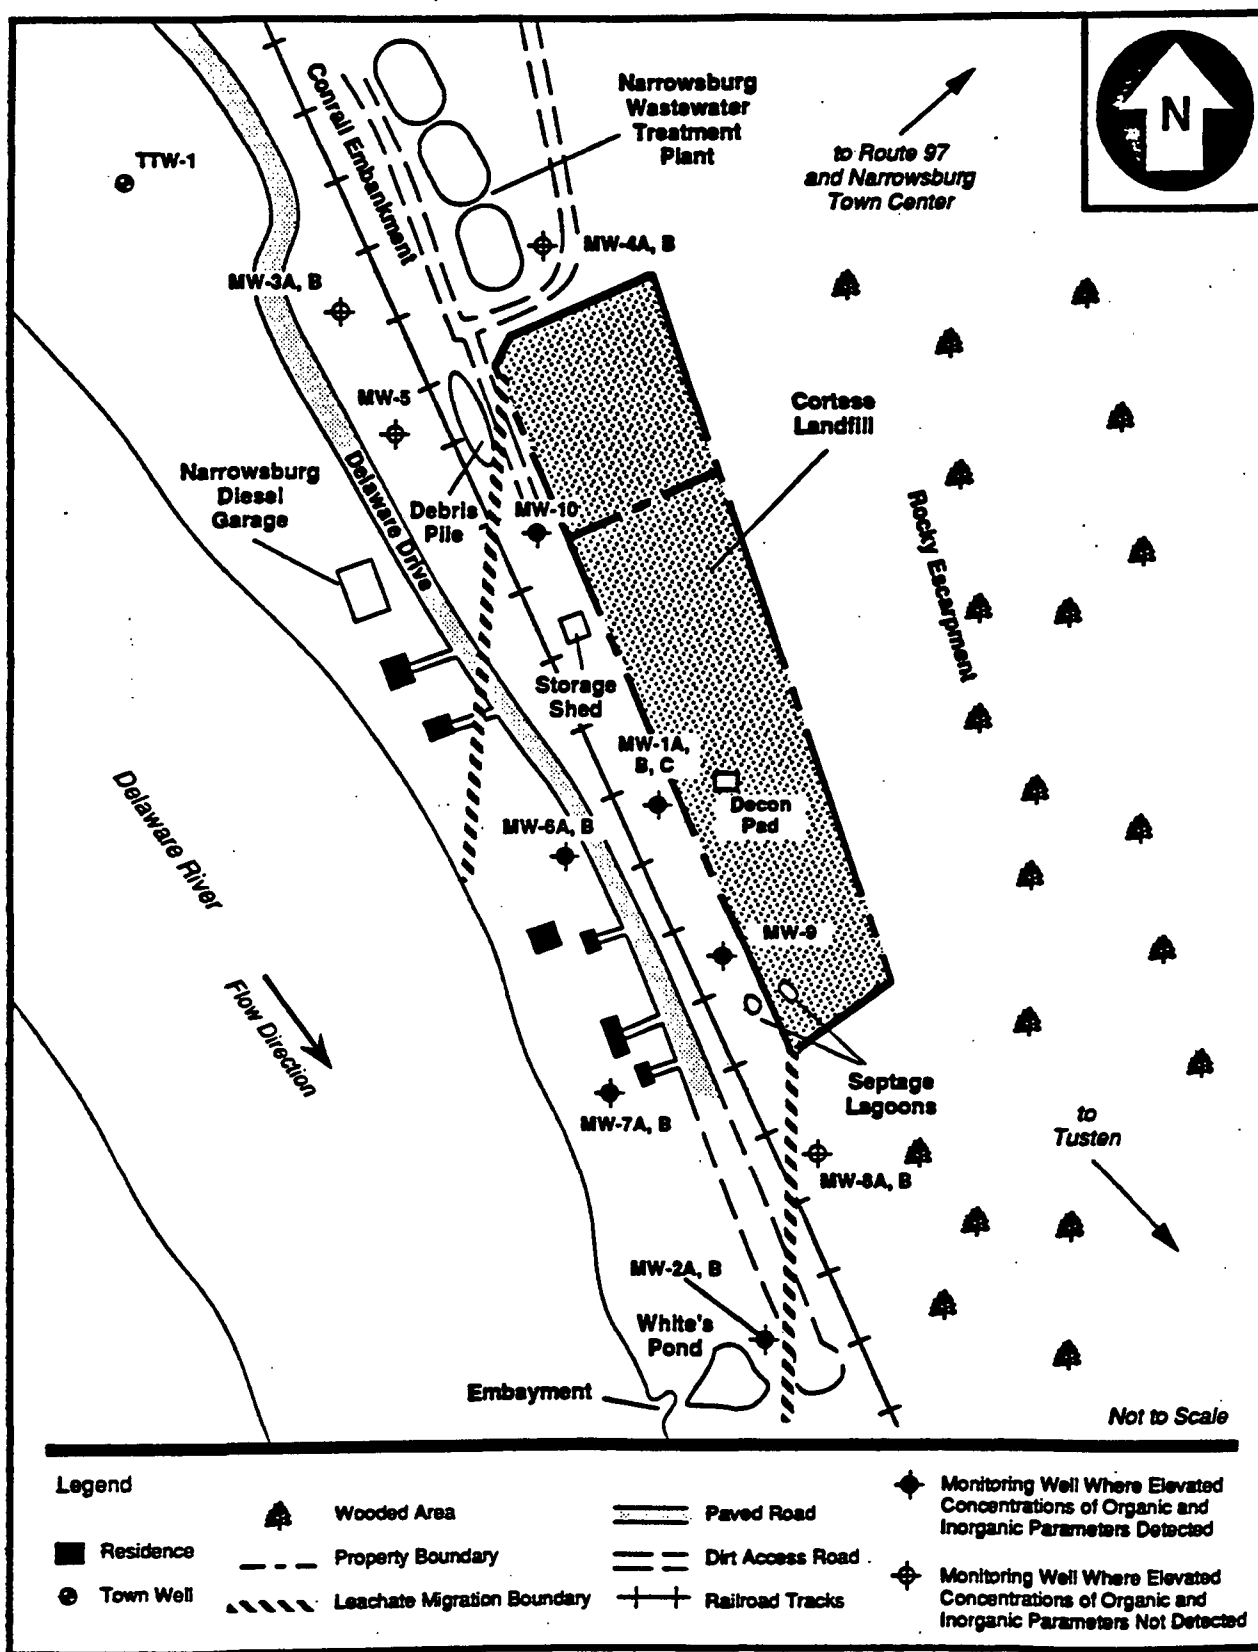 N
Narrowsburg
Wastewater
Treatment
Plant
to Route 97
and Narrowsburg
Town Center
Conrail Embankment
TTW-1
MW-4A, B
MW-3A, B
MW-5
Cortese
Landfill
Narrowsburg
Diesel
Garage
Delaware Drive
Debris
Pile
MW-10
Rocky Escarpment
Storage
Shed
MW-1A,
B, C
Decon
Pad
Delaware River
MW-6A, B
MW-9
Flow Direction
Septage
Lagoons
MW-7A, B
to
Tusten
MW-8A, B
MW-2A, B
White's
Pond
Embayment
Not to Scale
Legend
Residence
Town Well
Wooded Area
Property Boundary
Leachate Migration Boundary
Paved Road
Dirt Access Road
Railroad Tracks
Monitoring Well Where Elevated
Concentrations of Organic and
Inorganic Parameters Detected
Monitoring Well Where Elevated
Concentrations of Organic and
Inorganic Parameters Not Detected